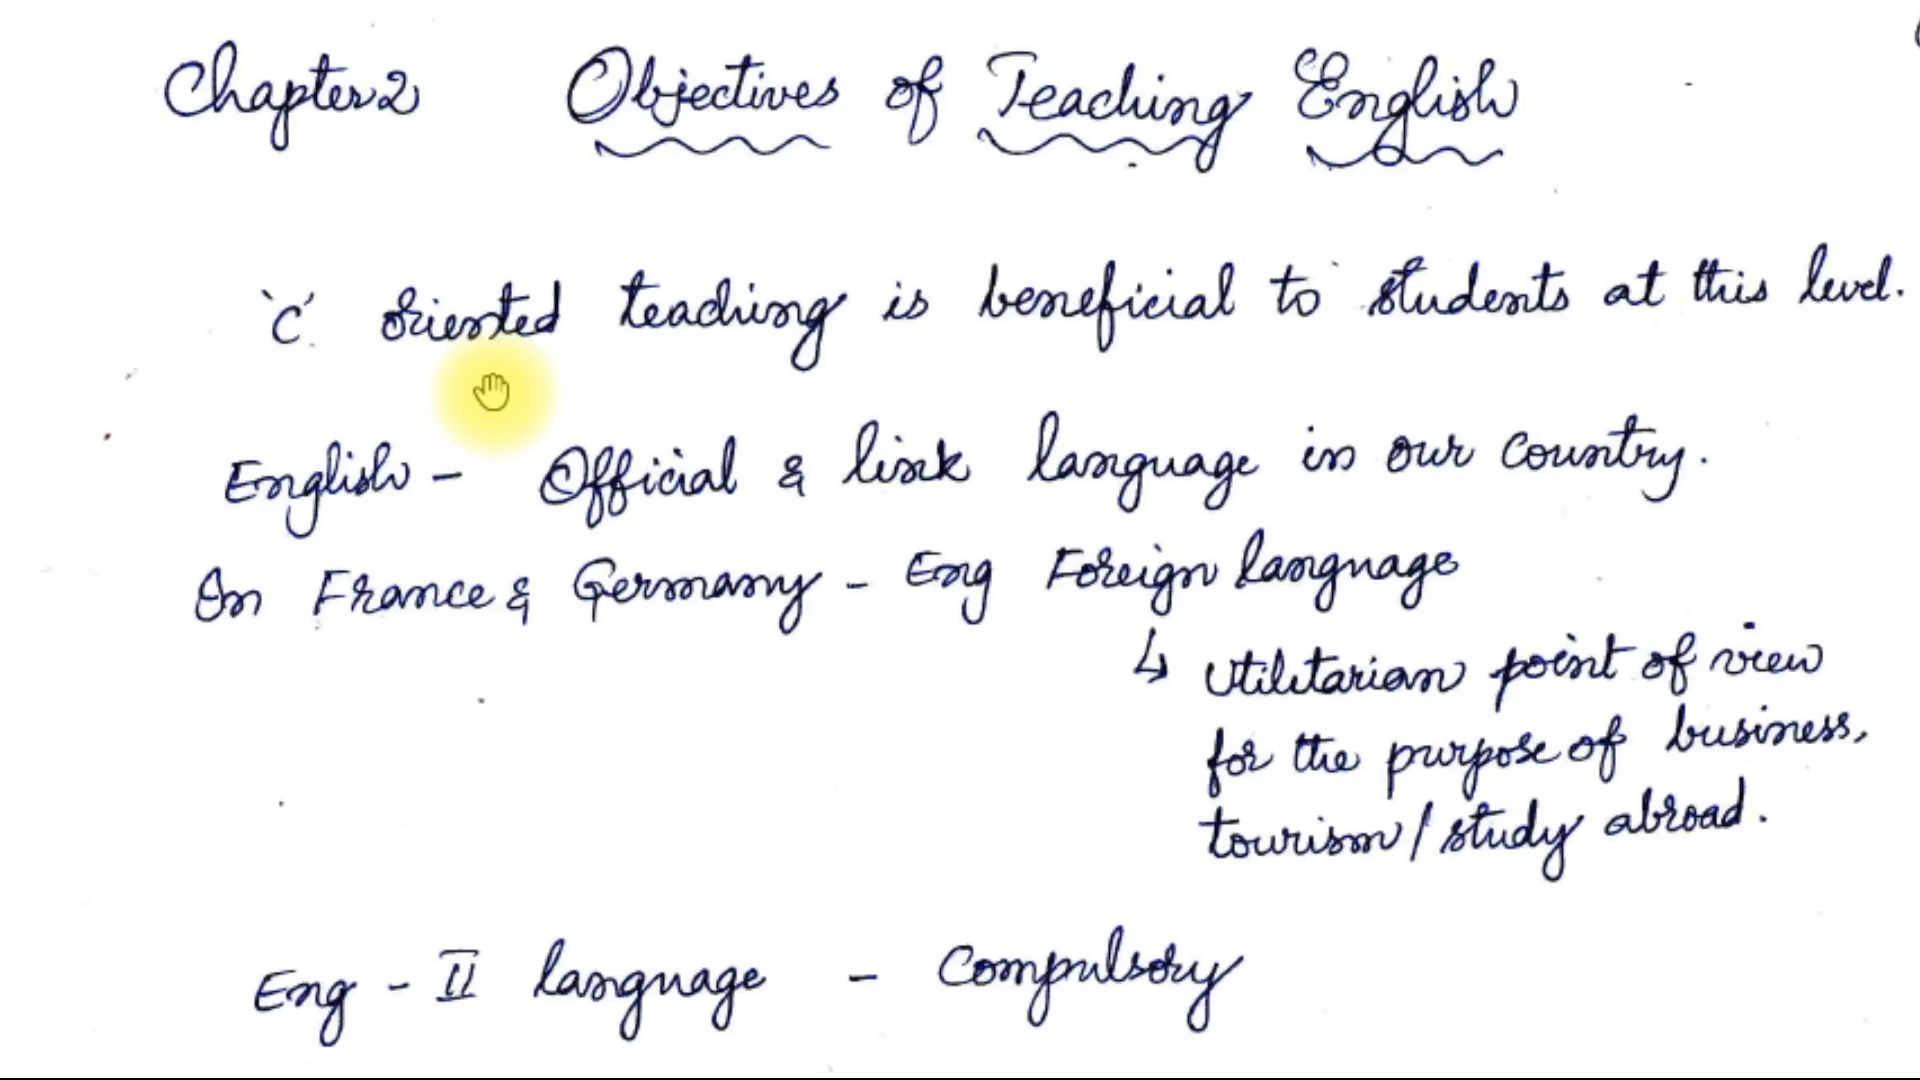 Chapter 2 Objectives of Teaching English
'C' oriented teaching is beneficial to students at this level.
English - Official & link language in our country.
In France & Germany - Eng Foreign language
↳ Utilitarian point of view
for the purpose of business,
tourism / study abroad.
Eng - II language - Compulsory